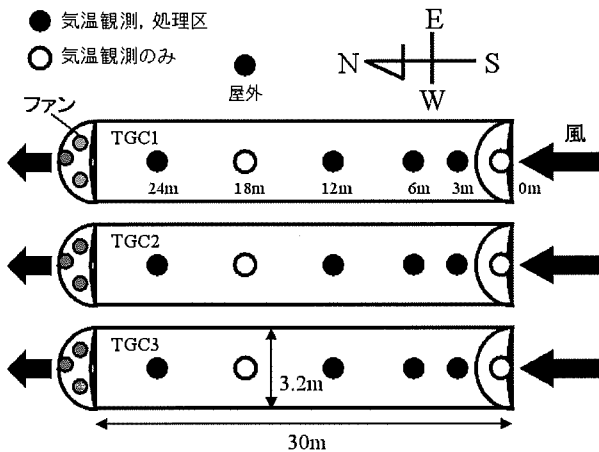 気温観測，処理区
気温観測のみ
屋外
N
E
S
W
ファン
風
TGC1
24m
18m
12m
6m
3m
0m
TGC2
TGC3
3.2m
30m